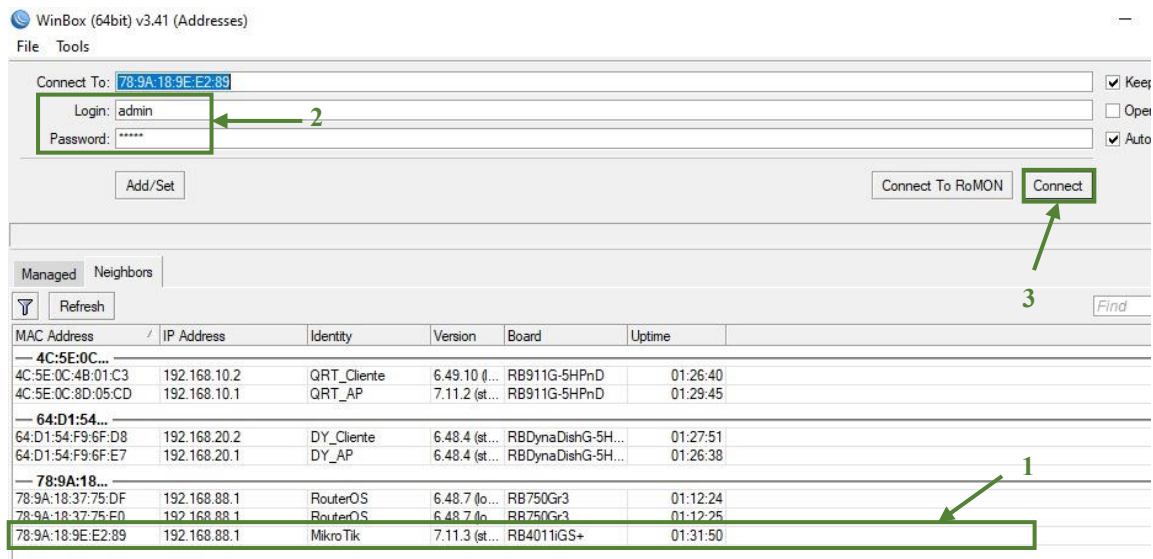 WinBox (64bit) v3.41 (Addresses)
File Tools
Connect To: 78:9A:18:9E:E2:89 Keep
Login: admin 2 Oper
Password: ***** Auto
Add/Set Connect To RoMON Connect
3
Managed Neighbors
Refresh Find
MAC Address IP Address Identity Version Board Uptime
4C:5E:0C...
4C:5E:0C:4B:01:C3 192.168.10.2 QRT_Cliente 6.49.10 (l... RB911G-5HPnD 01:26:40
4C:5E:0C:8D:05:CD 192.168.10.1 QRT_AP 7.11.2 (st... RB911G-5HPnD 01:29:45
64:D1:54...
64:D1:54:F9:6F:D8 192.168.20.2 DY_Cliente 6.48.4 (st... RBDynaDishG-5H... 01:27:51
64:D1:54:F9:6F:E7 192.168.20.1 DY_AP 6.48.4 (st... RBDynaDishG-5H... 01:26:38
1
78:9A:18...
78:9A:18:37:75:DF 192.168.88.1 RouterOS 6.48.7 (lo... RB750Gr3 01:12:24
78:9A:18:37:75:E0 192.168.88.1 RouterOS 6.48.7 (lo... RB750Gr3 01:12:25
78:9A:18:9E:E2:89 192.168.88.1 MikroTik 7.11.3 (st... RB4011iGS+ 01:31:50